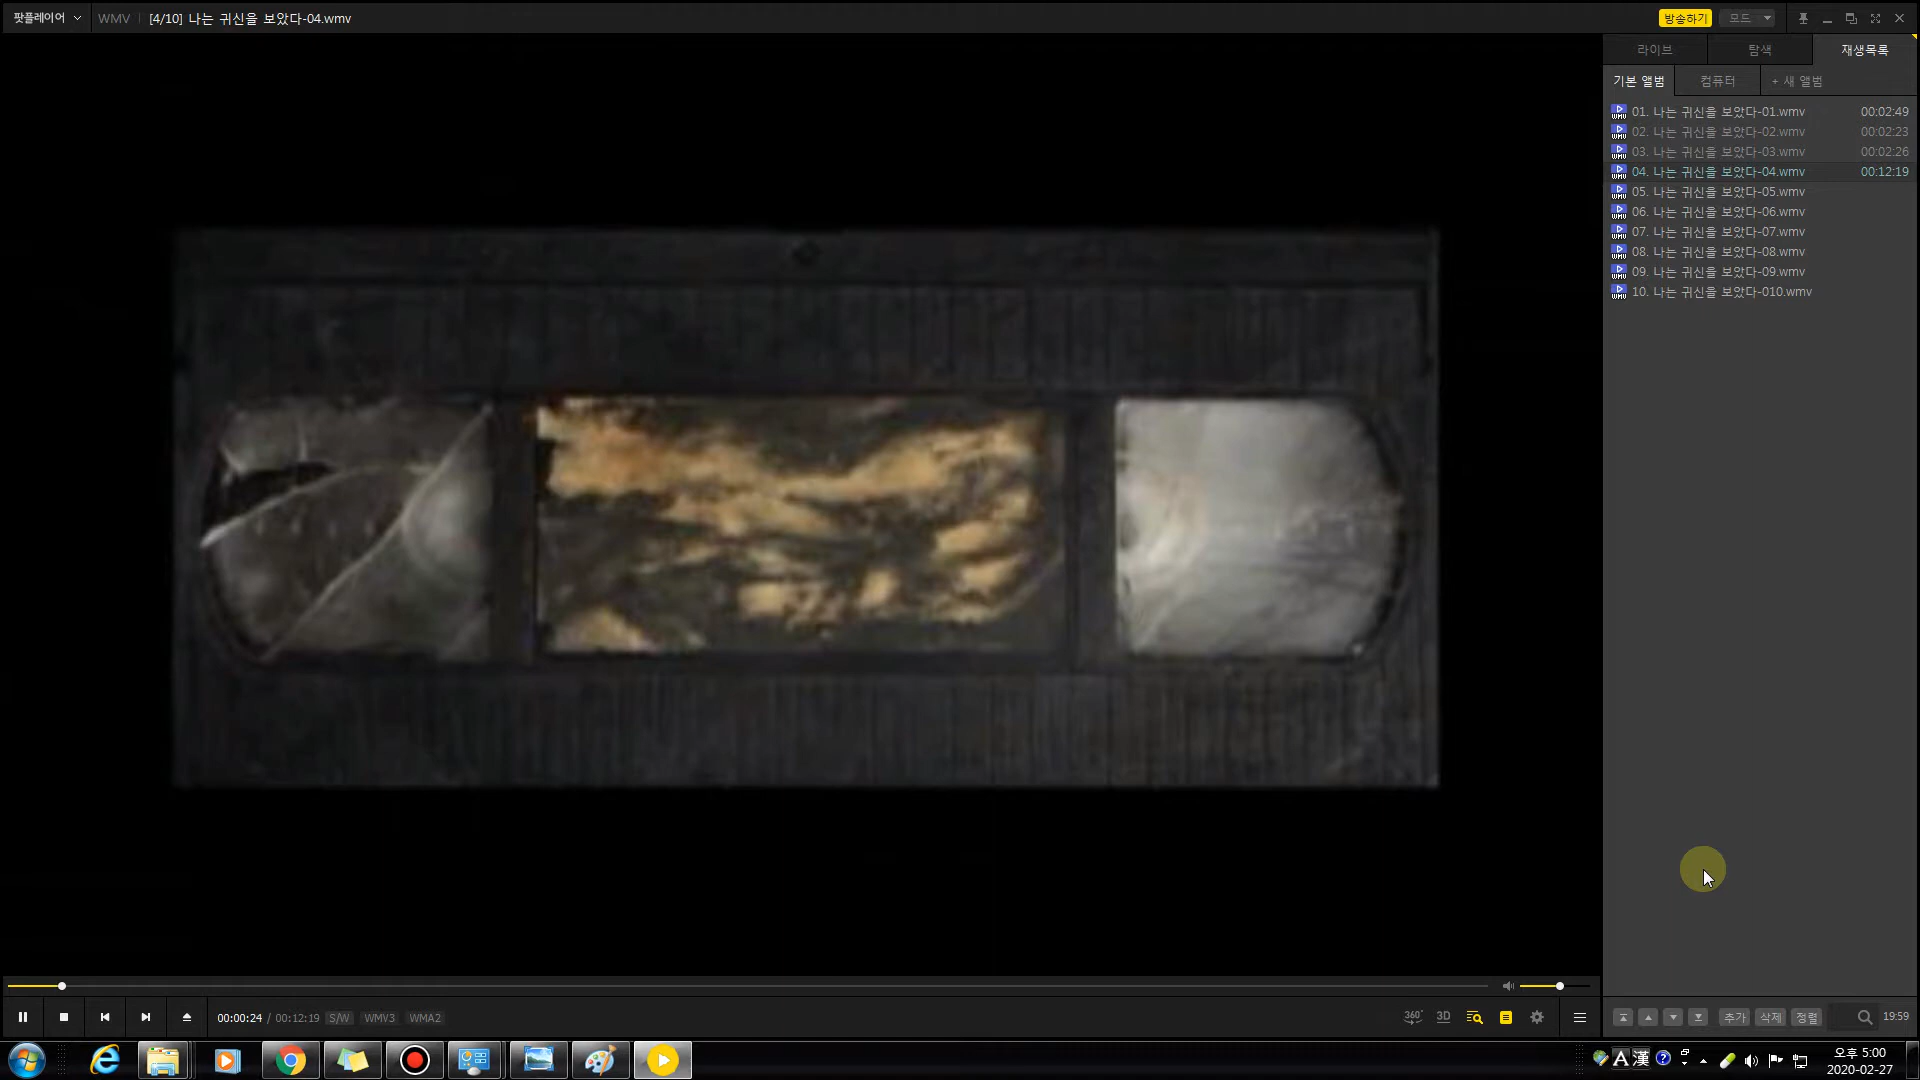 팟플레이어 WMV [4/10] 나는 귀신을 보았다-04.wmv 방송하기 모드
라이브 탐색 재생목록
기본 앨범 컴퓨터 + 새 앨범
01. 나는 귀신을 보았다-01.wmv 00:02:49
02. 나는 귀신을 보았다-02.wmv 00:02:23
03. 나는 귀신을 보았다-03.wmv 00:02:26
04. 나는 귀신을 보았다-04.wmv 00:12:19
05. 나는 귀신을 보았다-05.wmv
06. 나는 귀신을 보았다-06.wmv
07. 나는 귀신을 보았다-07.wmv
08. 나는 귀신을 보았다-08.wmv
09. 나는 귀신을 보았다-09.wmv
10. 나는 귀신을 보았다-010.wmv
00:00:24 / 00:12:19 S/W WMV3 WMA2 360° 3D 추가 삭제 정렬 19:59
A 漢 오후 5:00
2020-02-27